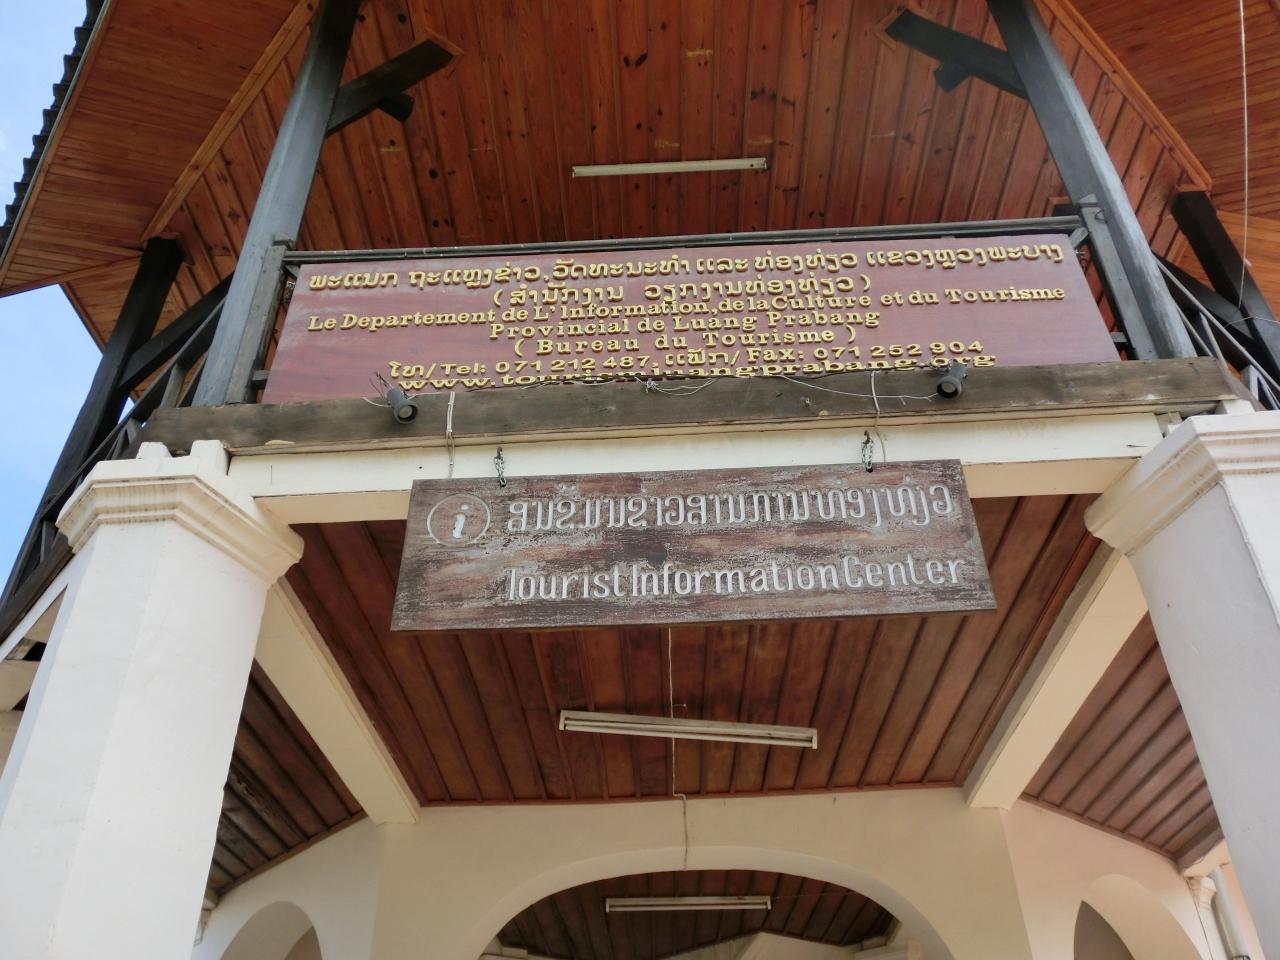 ພະແນກ ຖະແຫຼງຂ່າວ, ວັດທະນະທຳ ແລະ ທ່ອງທ່ຽວ ແຂວງຫຼວງພະບາງ
( ສຳນັກງານ ວຽກງານທ່ອງທ່ຽວ )
Le Departement de L'Information, de la Culture et du Tourisme
Provincial de Luang Prabang
( Bureau du Tourisme )
ໂທ/Tel: 071 212 487, ແຟັກ/Fax: 071 252 904
www.tourismluangprabang.org
i ສູນຂໍ້ມູນຂ່າວສານການທ່ອງທ່ຽວ
Tourist Information Center